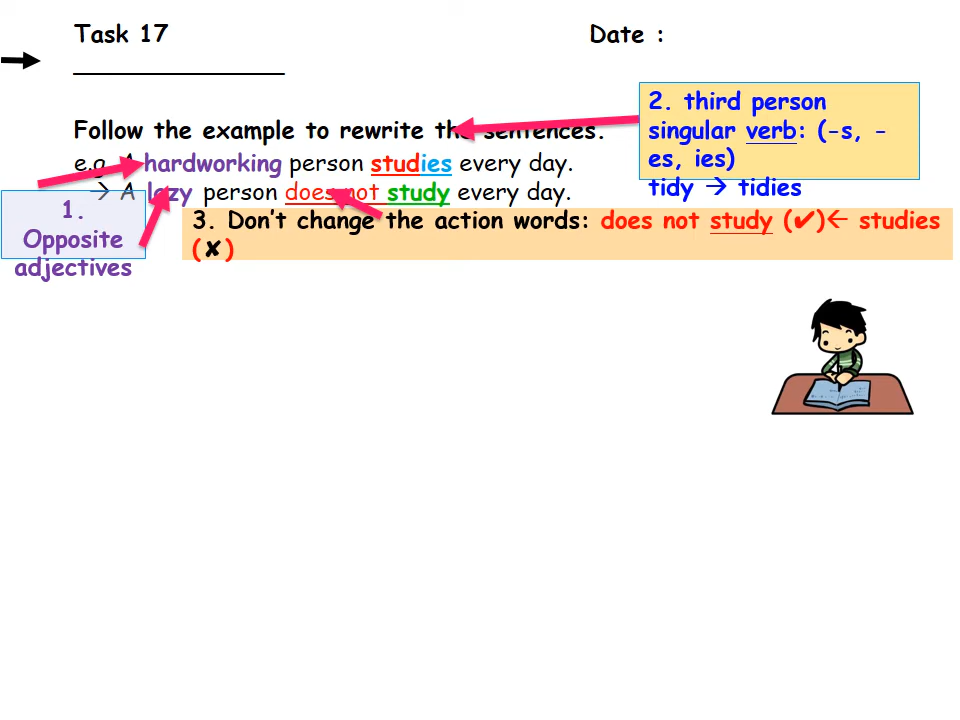 Task 17 Date :
________________
Follow the example to rewrite the sentences.
e.g. A hardworking person studies every day.
→ A lazy person does not study every day.
1.
Opposite
adjectives
2. third person
singular verb: (-s, -
es, ies)
tidy → tidies
3. Don’t change the action words: does not study (✔)← studies
(✘)